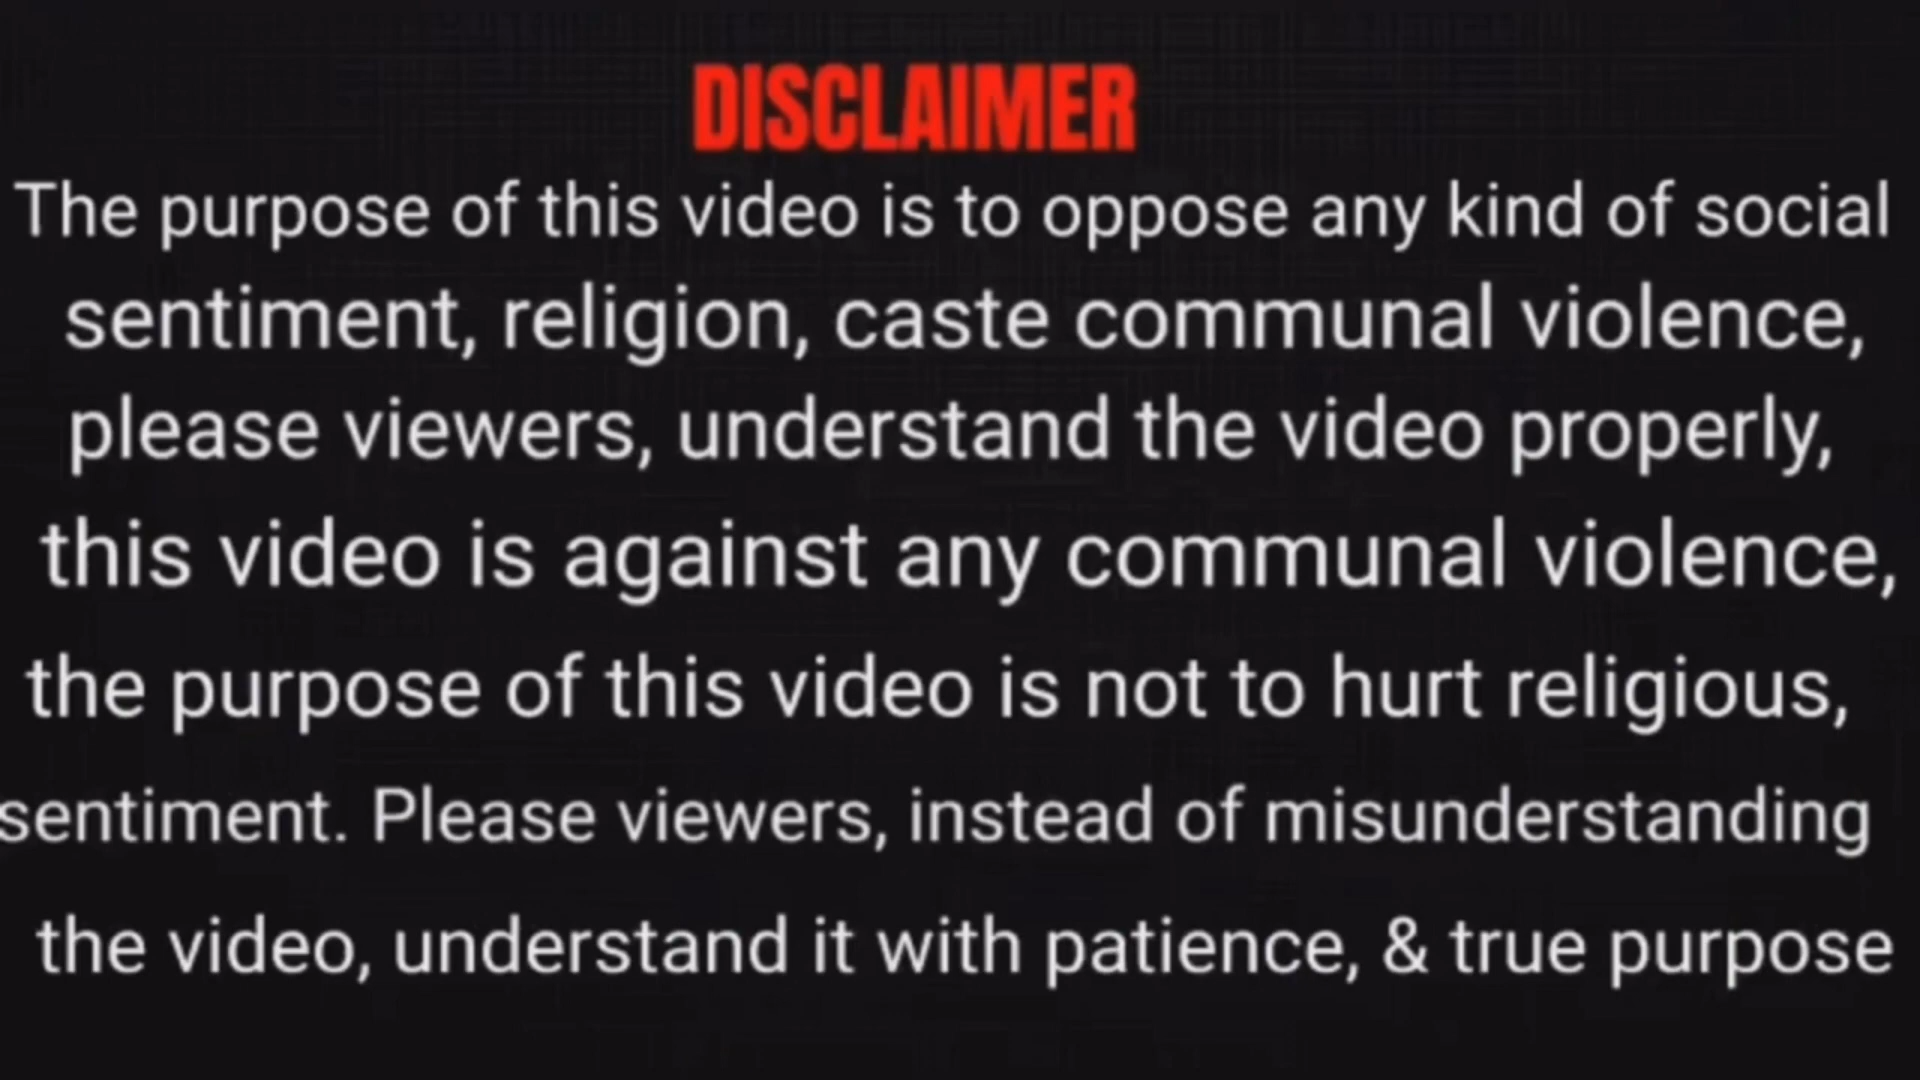 DISCLAIMER
The purpose of this video is to oppose any kind of social
sentiment, religion, caste communal violence,
please viewers, understand the video properly,
this video is against any communal violence,
the purpose of this video is not to hurt religious,
sentiment. Please viewers, instead of misunderstanding
the video, understand it with patience, & true purpose